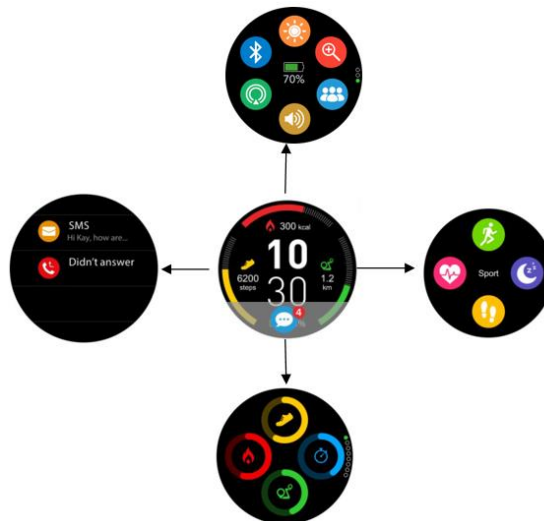 70%
SMS
Hi Kay, how are...
Didn't answer
300 kcal
10
30
6200
steps
1.2
km
4
Sport